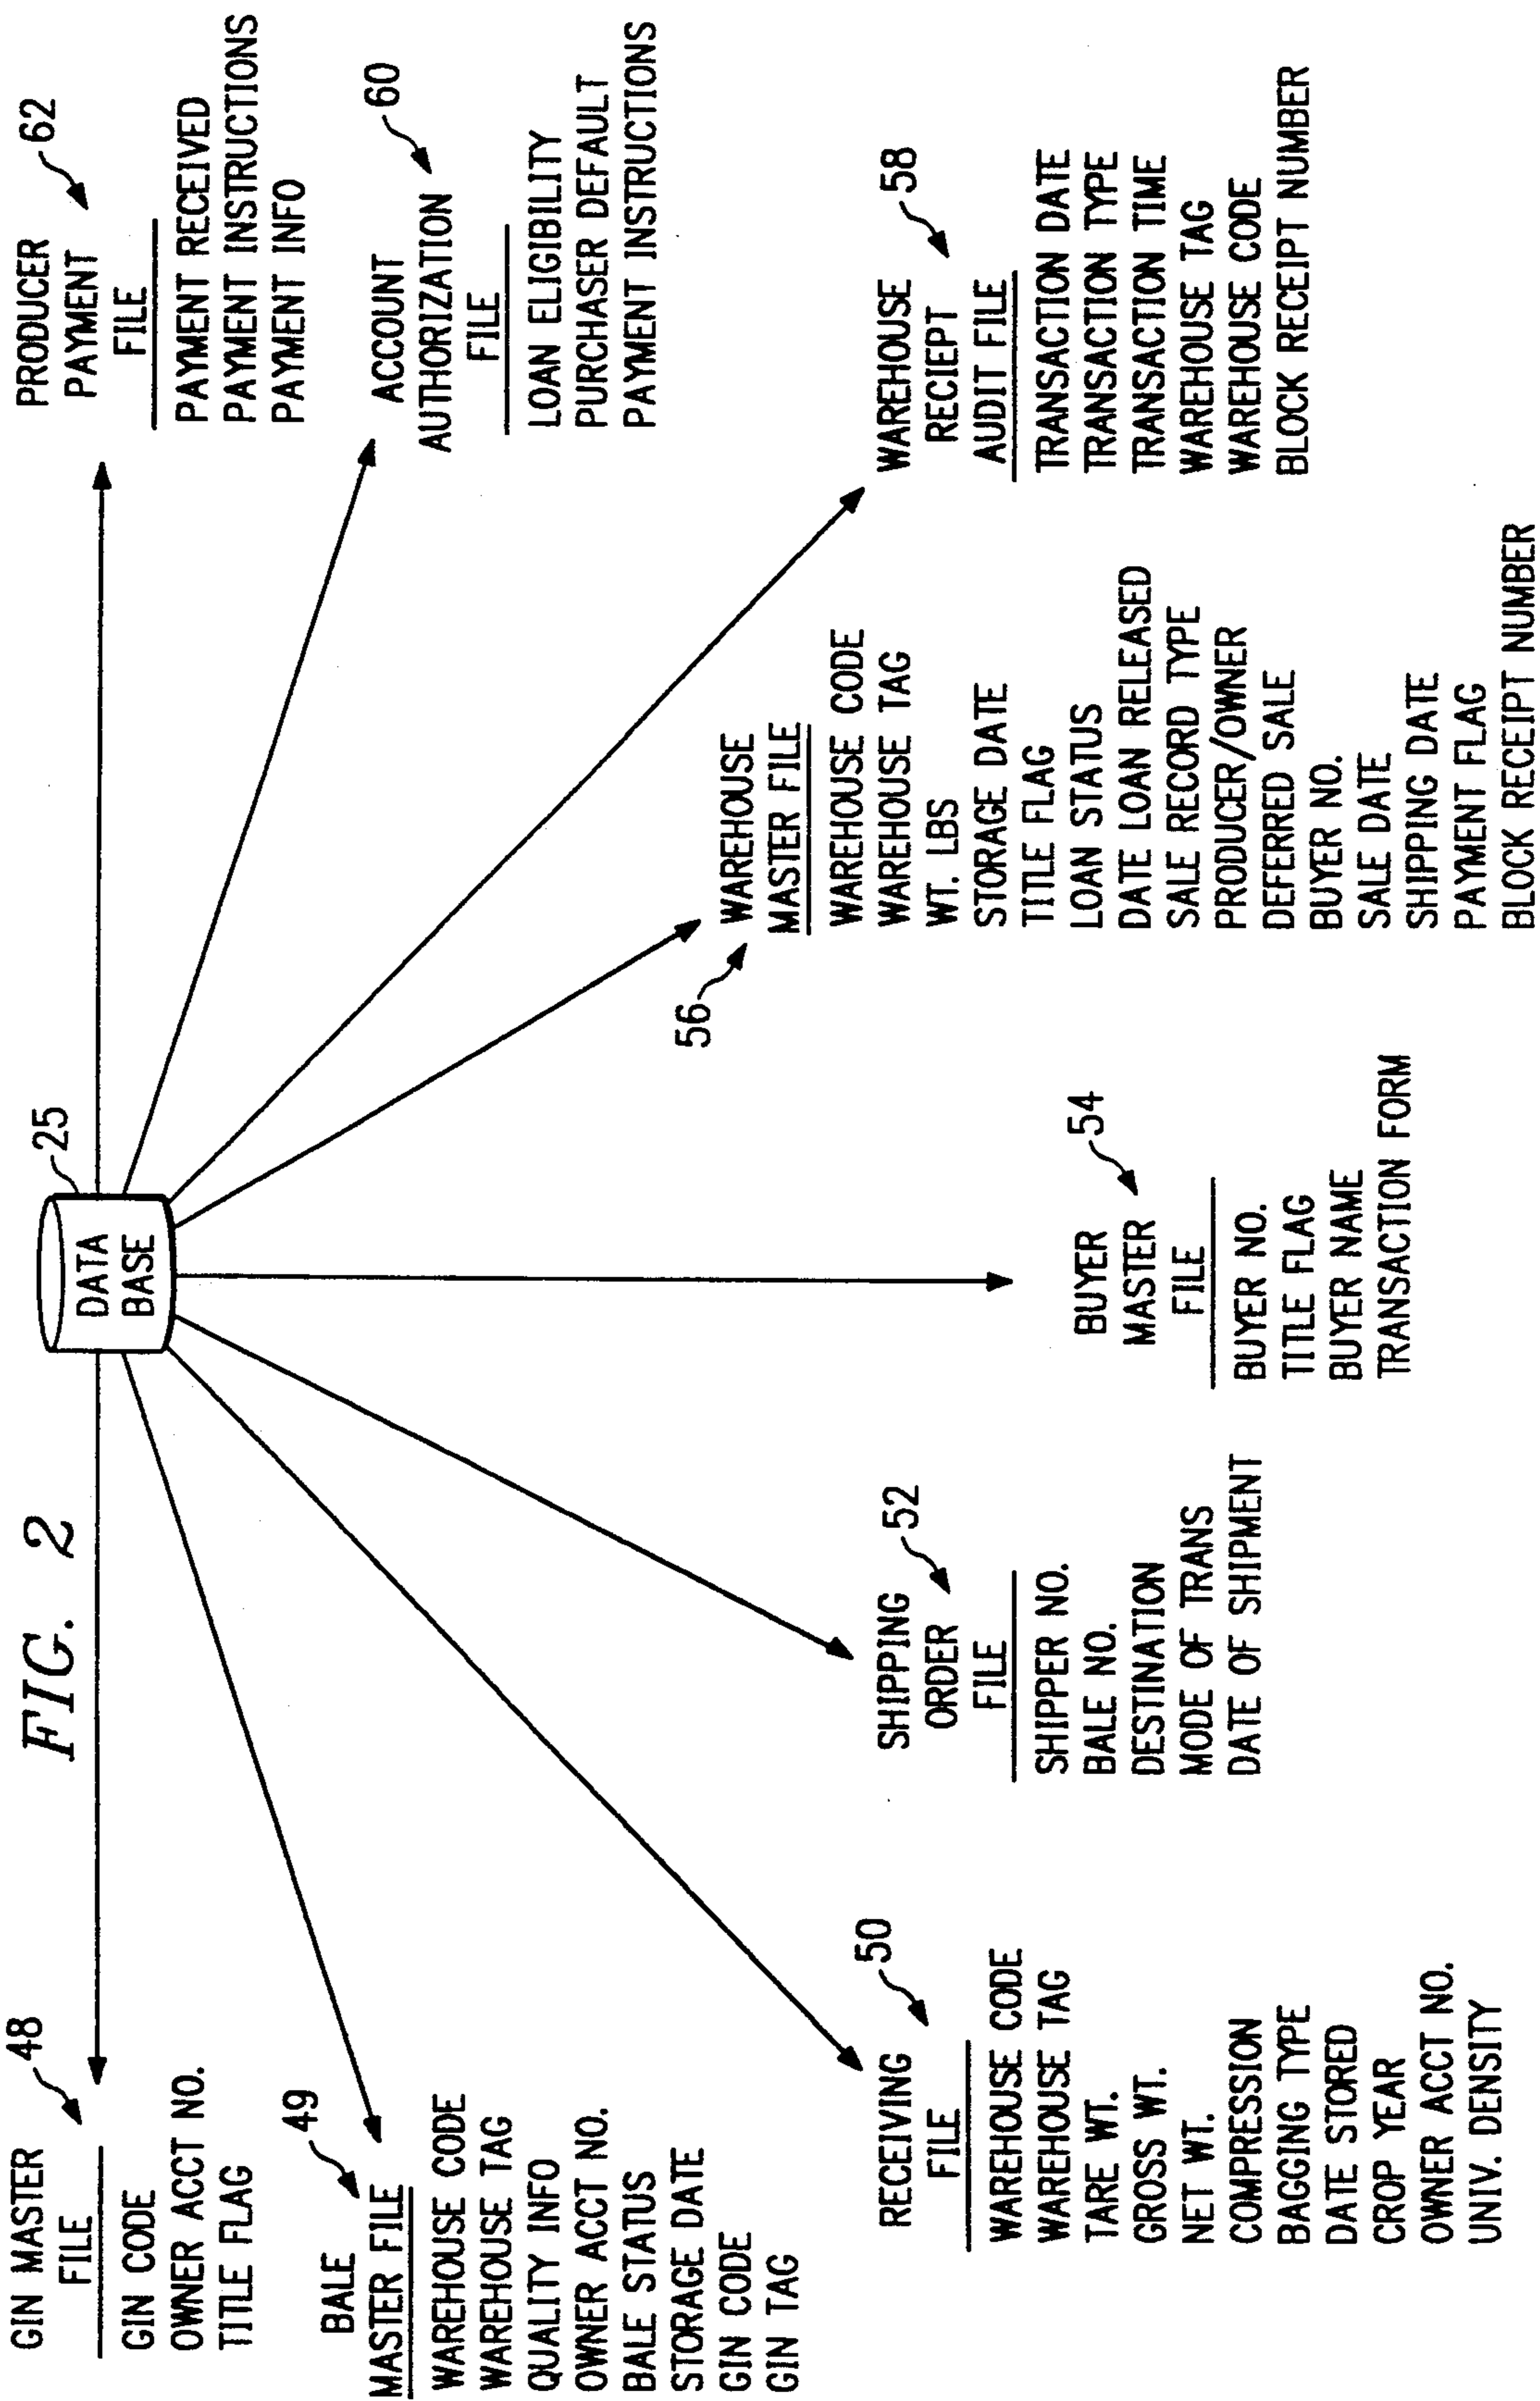 FIG. 2
DATA
BASE
25
GIN MASTER
FILE
48
GIN CODE
OWNER ACCT NO.
TITLE FLAG
BALE
MASTER FILE
49
WAREHOUSE CODE
WAREHOUSE TAG
QUALITY INFO
OWNER ACCT NO.
BALE STATUS
STORAGE DATE
GIN CODE
GIN TAG
RECEIVING
FILE
50
WAREHOUSE CODE
WAREHOUSE TAG
TARE WT.
GROSS WT.
NET WT.
COMPRESSION
BAGGING TYPE
DATE STORED
CROP YEAR
OWNER ACCT NO.
UNIV. DENSITY
SHIPPING
ORDER
FILE
52
SHIPPER NO.
BALE NO.
DESTINATION
MODE OF TRANS
DATE OF SHIPMENT
BUYER
MASTER
FILE
54
BUYER NO.
TITLE FLAG
BUYER NAME
TRANSACTION FORM
56
WAREHOUSE
MASTER FILE
WAREHOUSE CODE
WAREHOUSE TAG
WT. LBS
STORAGE DATE
TITLE FLAG
LOAN STATUS
DATE LOAN RELEASED
SALE RECORD TYPE
PRODUCER/OWNER
DEFERRED SALE
BUYER NO.
SALE DATE
SHIPPING DATE
PAYMENT FLAG
BLOCK RECEIPT NUMBER
WAREHOUSE
RECIEPT
AUDIT FILE
58
TRANSACTION DATE
TRANSACTION TYPE
TRANSACTION TIME
WAREHOUSE TAG
WAREHOUSE CODE
BLOCK RECEIPT NUMBER
ACCOUNT
AUTHORIZATION
FILE
60
LOAN ELIGIBILITY
PURCHASER DEFAULT
PAYMENT INSTRUCTIONS
PRODUCER
PAYMENT
FILE
62
PAYMENT RECEIVED
PAYMENT INSTRUCTIONS
PAYMENT INFO